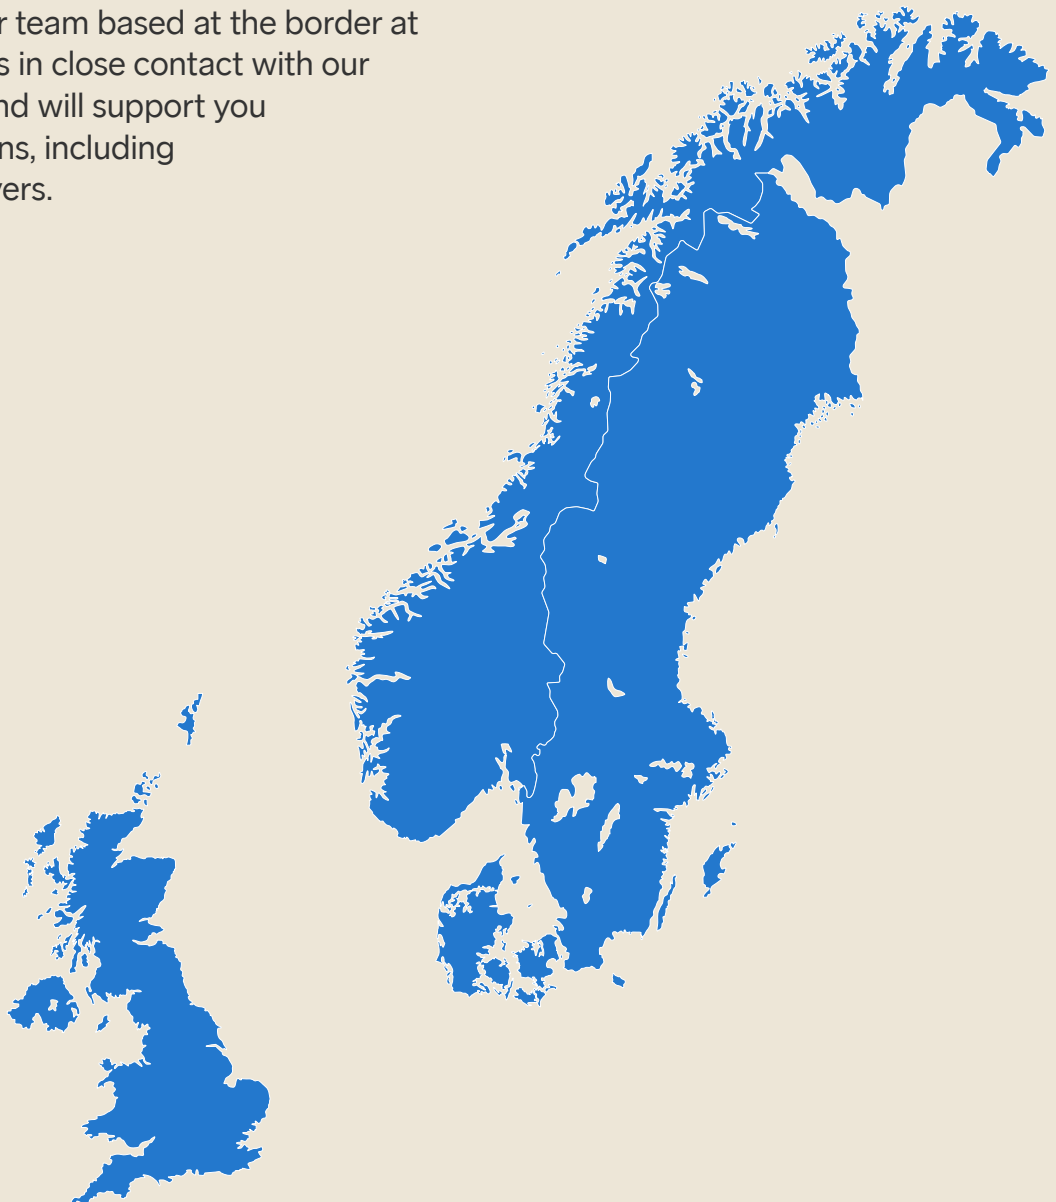 r team based at the border at
s in close contact with our
nd will support you
ns, including
vers.